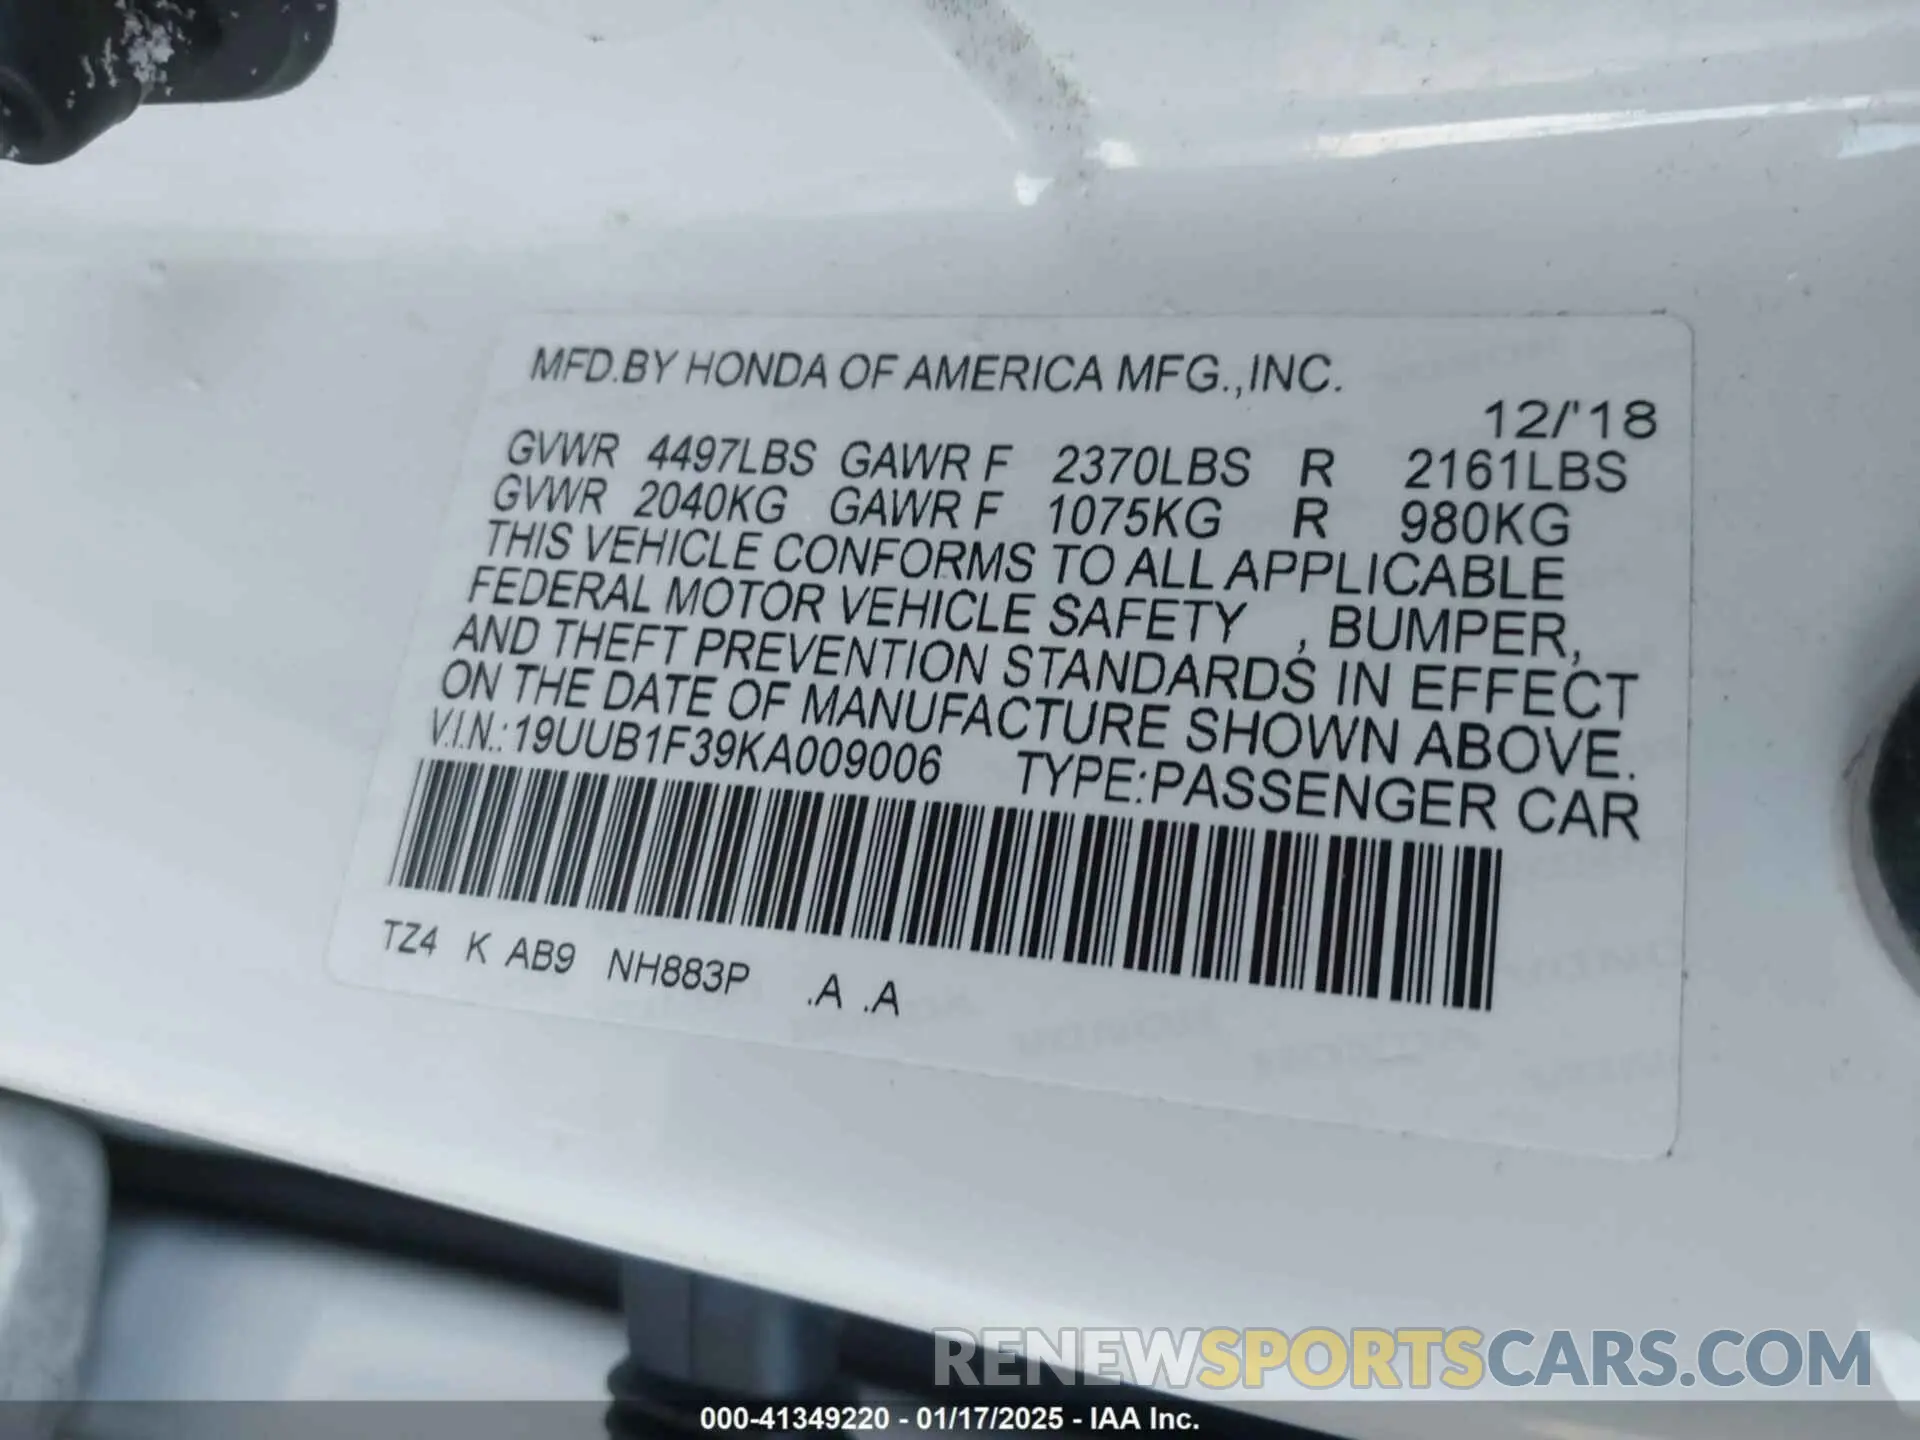 MFD.BY HONDA OF AMERICA MFG.,INC.
12/'18
GVWR 4497LBS GAWR F 2370LBS R 2161LBS
GVWR 2040KG GAWR F 1075KG R 980KG
THIS VEHICLE CONFORMS TO ALL APPLICABLE
FEDERAL MOTOR VEHICLE SAFETY , BUMPER,
AND THEFT PREVENTION STANDARDS IN EFFECT
ON THE DATE OF MANUFACTURE SHOWN ABOVE.
V.I.N.:19UUB1F39KA009006 TYPE:PASSENGER CAR
TZ4 K AB9 NH883P .A .A
RENEWSPORTSCARS.COM
000-41349220 - 01/17/2025 - IAA Inc.